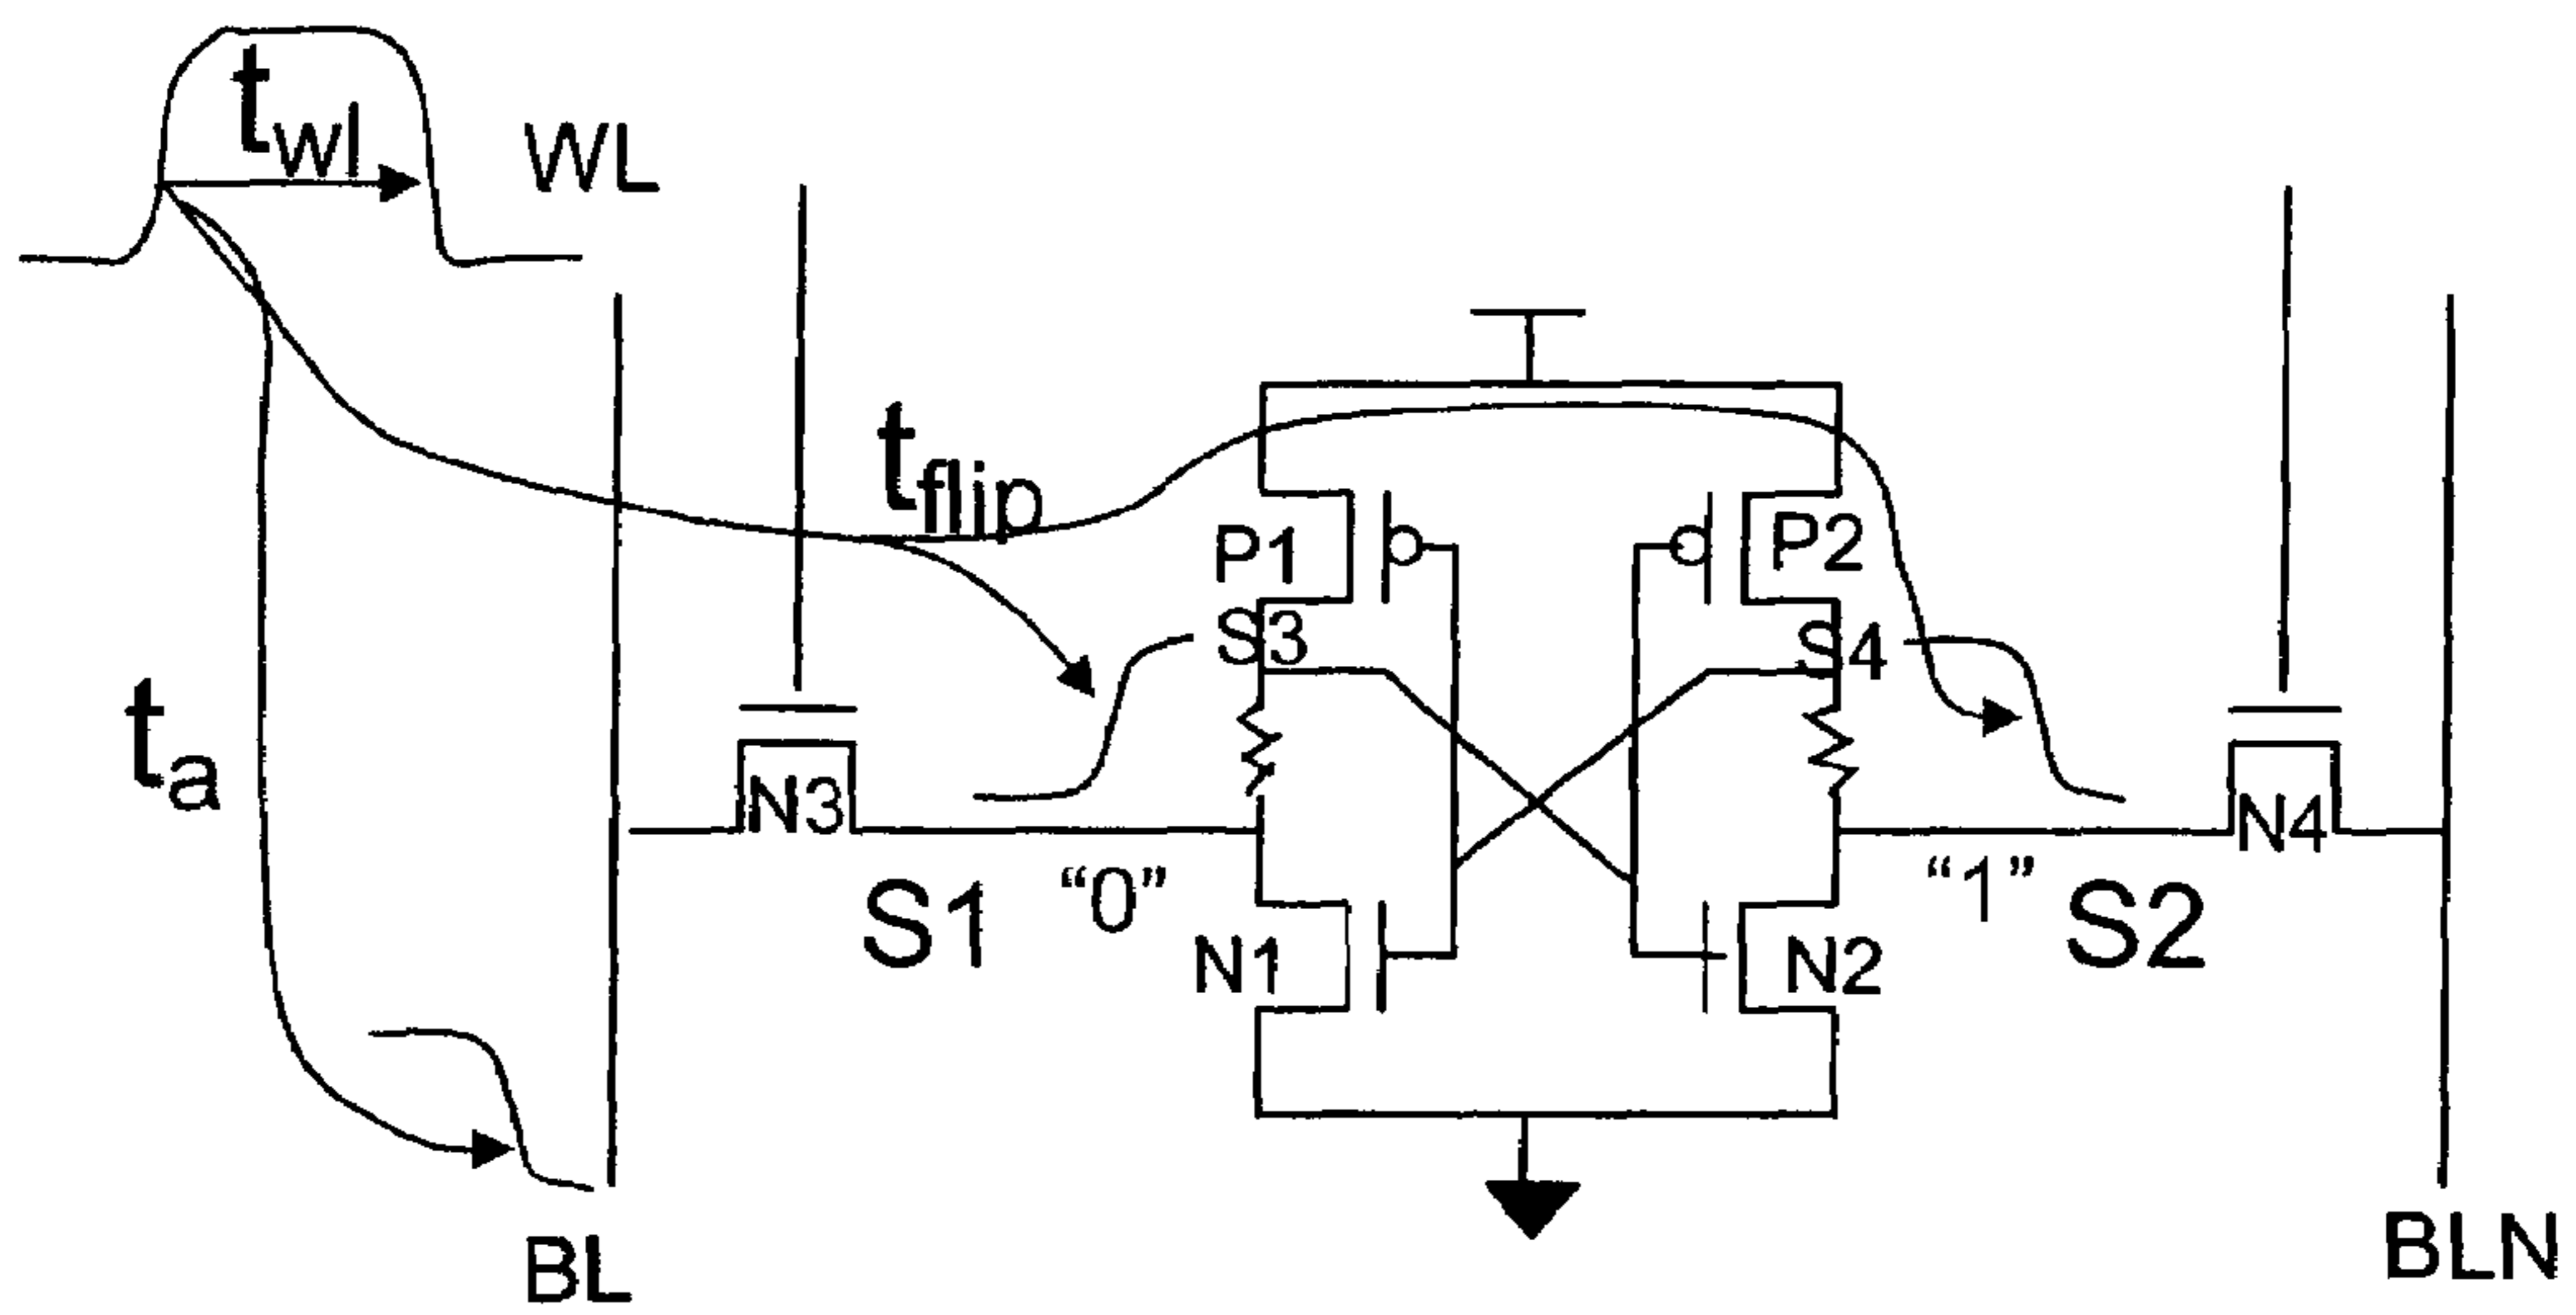 t_wl
WL
t_flip
P1
P2
S3
S4
t_a
N3
N4
S1
"0"
"1"
S2
N1
N2
BL
BLN